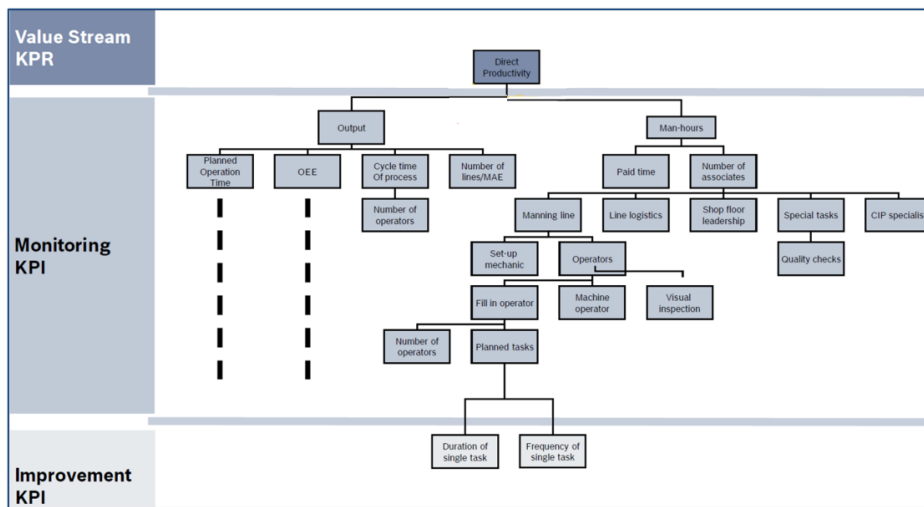 Value Stream
KPR
Direct
Productivity
Output
Man-hours
Planned
Operation
Time
OEE
Cycle time
Of process
Number of
lines/MAE
Paid time
Number of
associates
Number of
operators
Manning line
Line logistics
Shop floor
leadership
Special tasks
CIP specialis
Monitoring
KPI
Set-up
mechanic
Operators
Quality checks
Fill in operator
Machine
operator
Visual
inspection
Number of
operators
Planned tasks
Duration of
single task
Frequency of
single task
Improvement
KPI